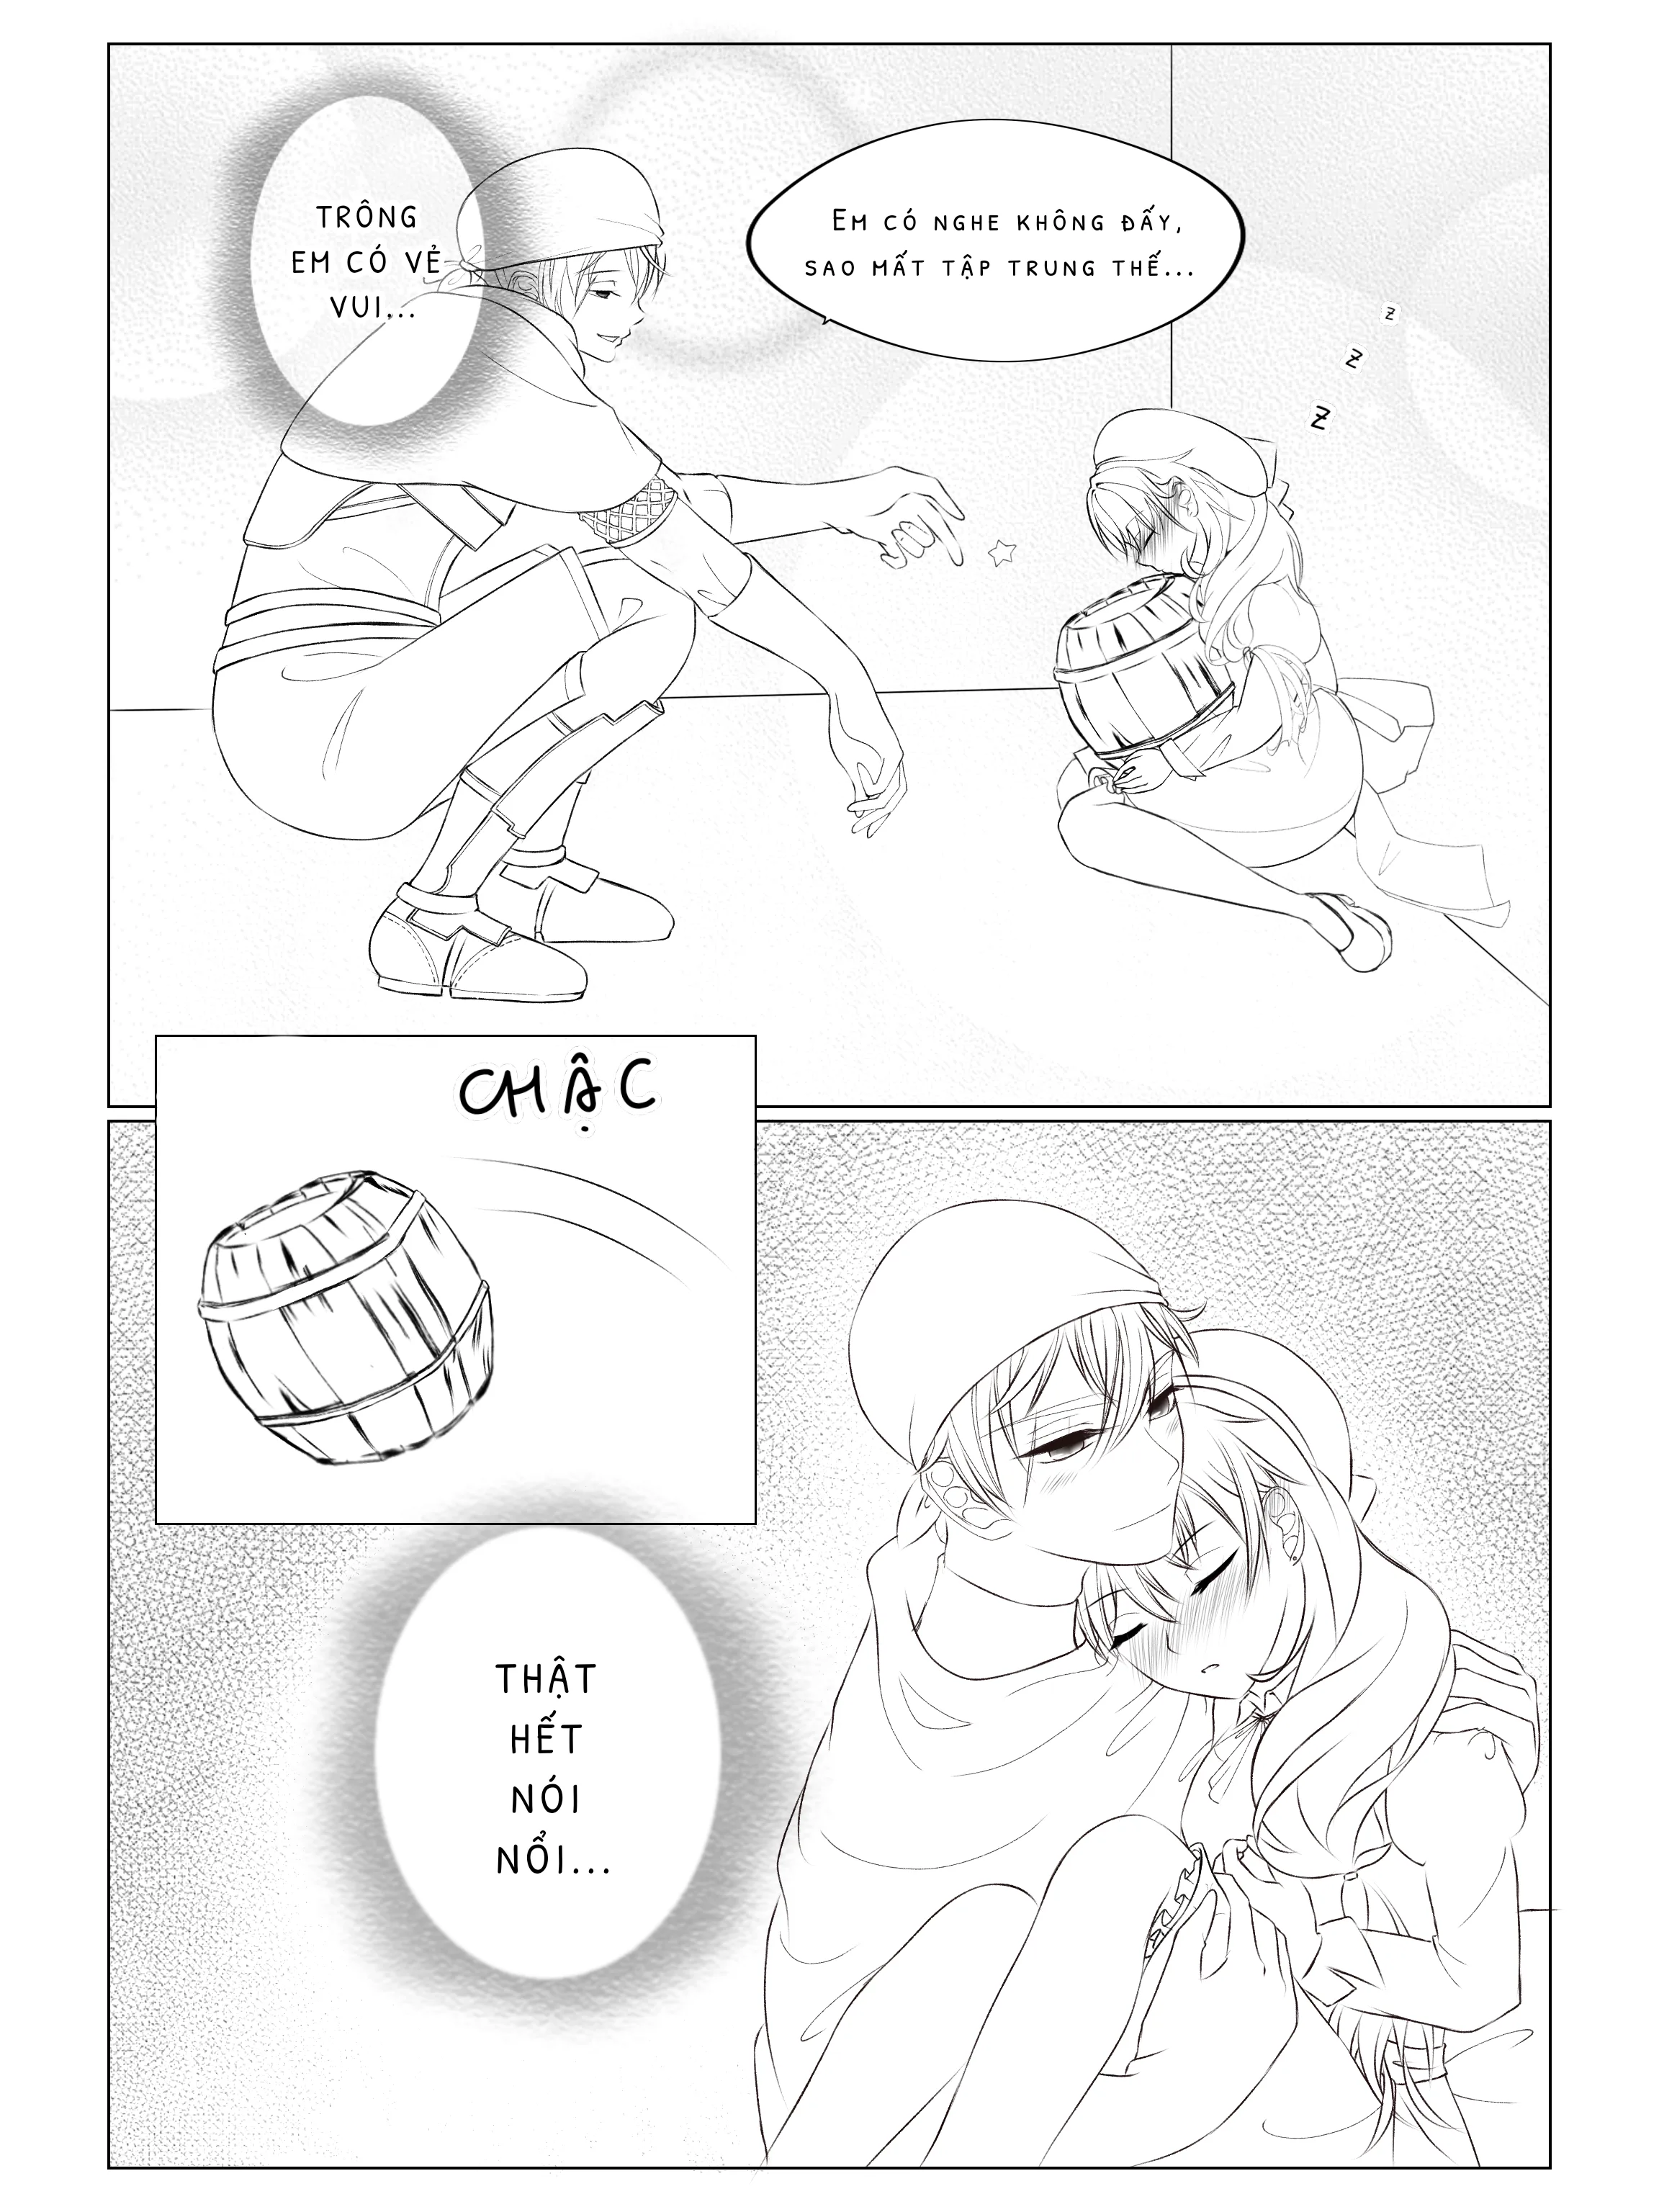 TRÔNG
EM CÓ VẺ
VUI...
EM CÓ NGHE KHÔNG ĐẤY,
SAO MẤT TẬP TRUNG THẾ...
Z
Z
Z
CHẬC
THẬT
HẾT
NÓI
NỔI...